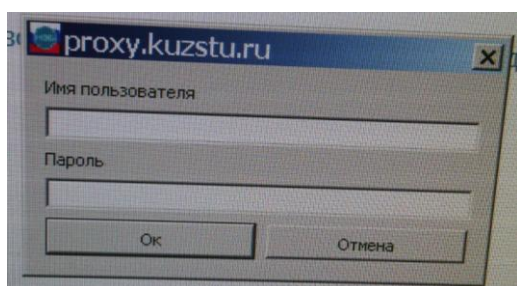 proxy.kuzstu.ru
Имя пользователя
Пароль
Ок
Отмена